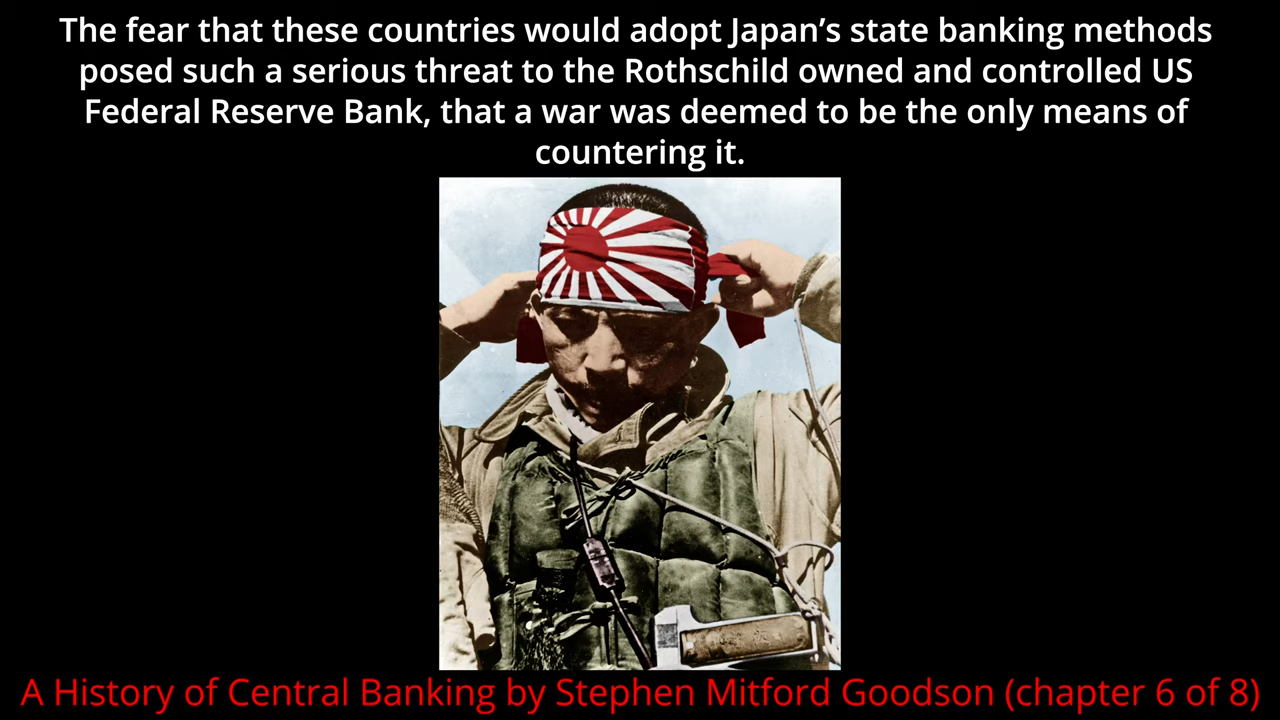 The fear that these countries would adopt Japan’s state banking methods
posed such a serious threat to the Rothschild owned and controlled US
Federal Reserve Bank, that a war was deemed to be the only means of
countering it.
A History of Central Banking by Stephen Mitford Goodson (chapter 6 of 8)